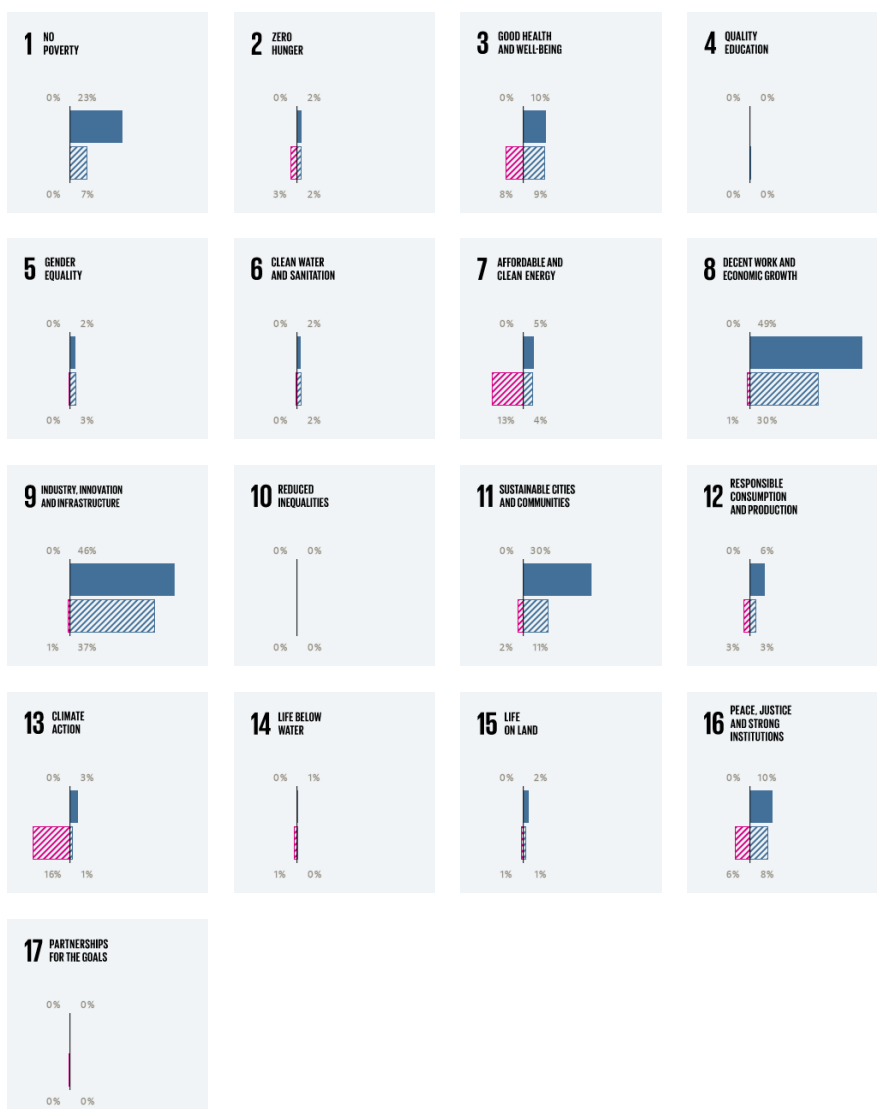 1 NO
POVERTY
0% 23%
0% 7%
2 ZERO
HUNGER
0% 2%
3% 2%
3 GOOD HEALTH
AND WELL-BEING
0% 10%
8% 9%
4 QUALITY
EDUCATION
0% 0%
0% 0%
5 GENDER
EQUALITY
0% 2%
0% 3%
6 CLEAN WATER
AND SANITATION
0% 2%
0% 2%
7 AFFORDABLE AND
CLEAN ENERGY
0% 5%
13% 4%
8 DECENT WORK AND
ECONOMIC GROWTH
0% 49%
1% 30%
9 INDUSTRY, INNOVATION
AND INFRASTRUCTURE
0% 46%
1% 37%
10 REDUCED
INEQUALITIES
0% 0%
0% 0%
11 SUSTAINABLE CITIES
AND COMMUNITIES
0% 30%
2% 11%
12 RESPONSIBLE
CONSUMPTION
AND PRODUCTION
0% 6%
3% 3%
13 CLIMATE
ACTION
0% 3%
16% 1%
14 LIFE BELOW
WATER
0% 1%
1% 0%
15 LIFE
ON LAND
0% 2%
1% 1%
16 PEACE, JUSTICE
AND STRONG
INSTITUTIONS
0% 10%
6% 8%
17 PARTNERSHIPS
FOR THE GOALS
0% 0%
0% 0%